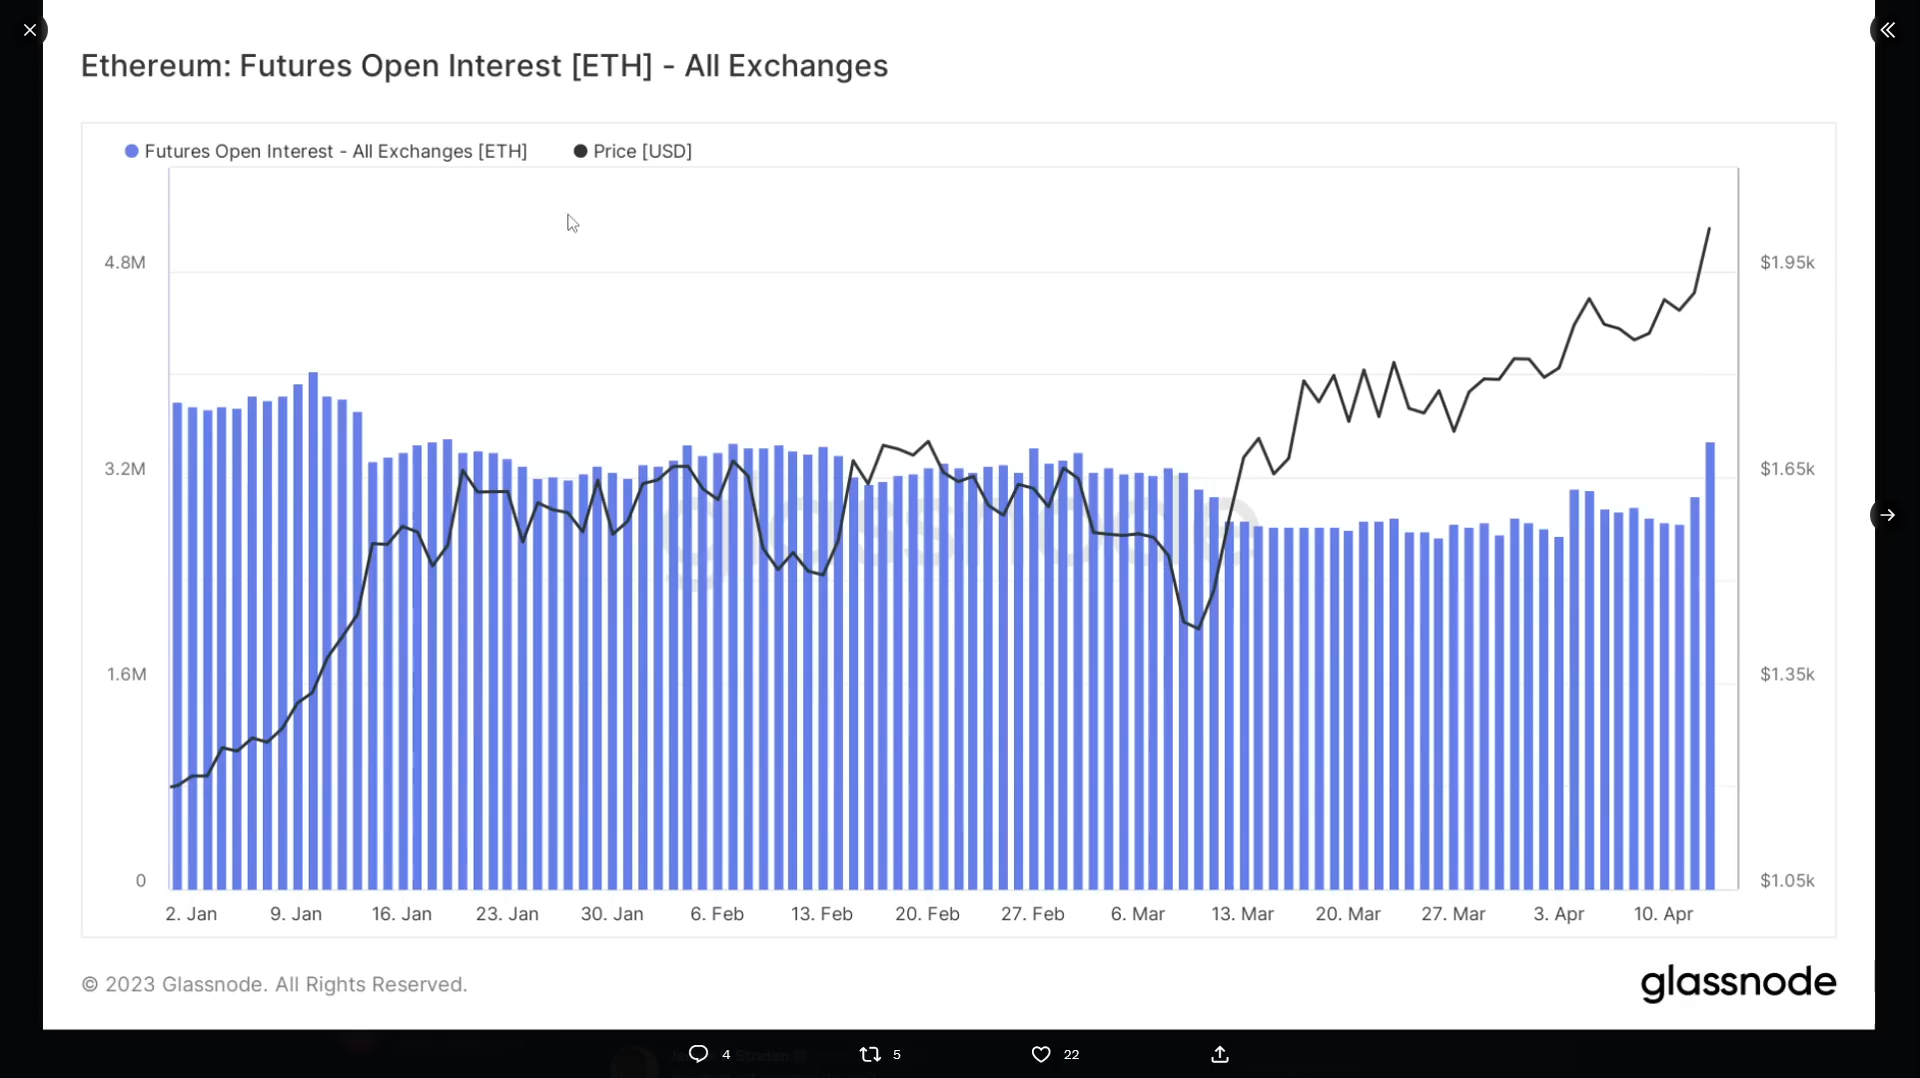 Ethereum: Futures Open Interest [ETH] - All Exchanges
Futures Open Interest - All Exchanges [ETH] Price [USD]
4.8M $1.95k
3.2M $1.65k
glassnode
1.6M $1.35k
0 $1.05k
2. Jan 9. Jan 16. Jan 23. Jan 30. Jan 6. Feb 13. Feb 20. Feb 27. Feb 6. Mar 13. Mar 20. Mar 27. Mar 3. Apr 10. Apr
© 2023 Glassnode. All Rights Reserved. glassnode
4 5 22